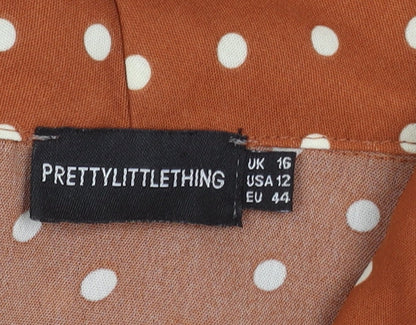 PRETTYLITTLETHING
UK 16
USA 12
EU 44